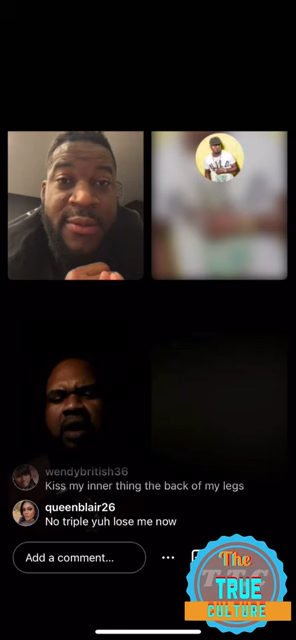 wendybritish36
Kiss my inner thing the back of my legs
queenblair26
No triple yuh lose me now
Add a comment...
The
T.T.C
TRUE
CULTURE